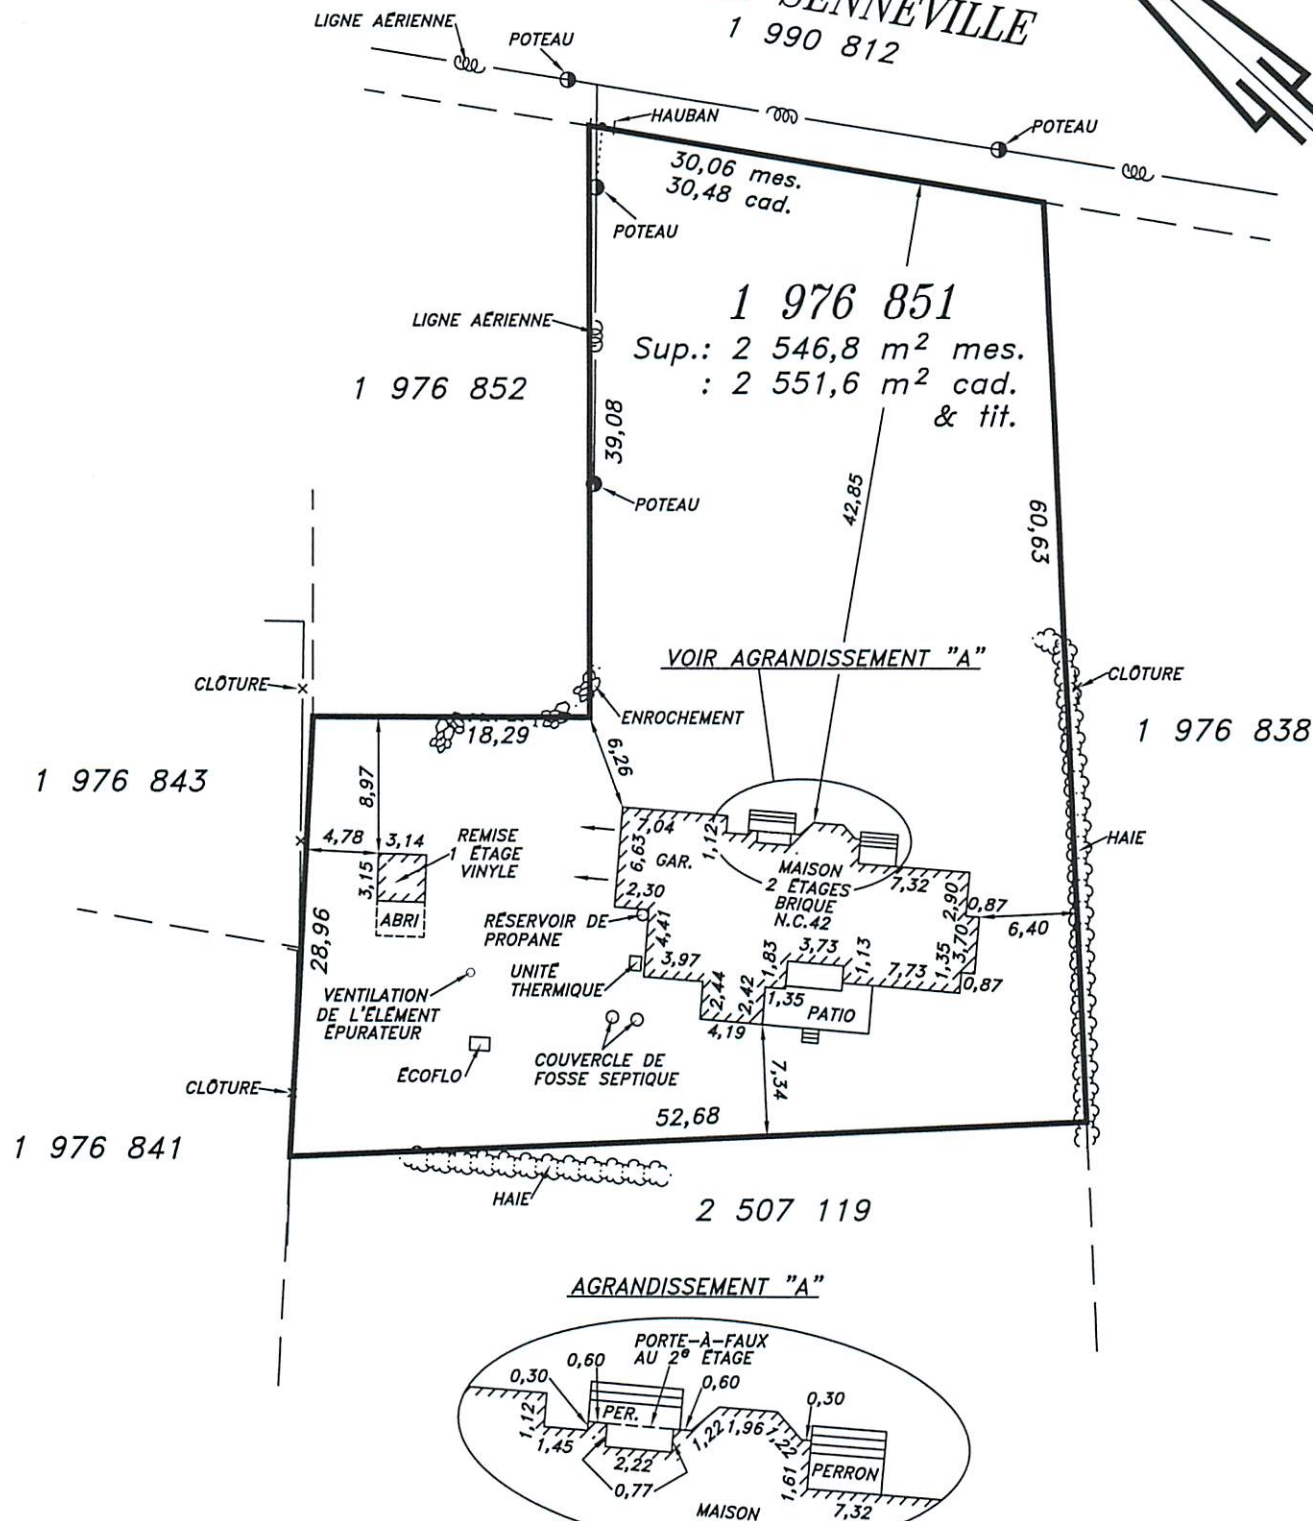 SENNEVILLE
1 990 812
LIGNE AÉRIENNE
POTEAU
HAUBAN
POTEAU
30,06 mes.
30,48 cad.
POTEAU
1 976 851
Sup.: 2 546,8 m² mes.
: 2 551,6 m² cad.
& tit.
LIGNE AÉRIENNE
1 976 852
39,08
42,85
POTEAU
60,63
VOIR AGRANDISSEMENT "A"
CLÔTURE
CLÔTURE
ENROCHEMENT
18,29
1 976 838
1 976 843
6,26
8,97
HAIE
4,78
3,14
REMISE
1 ÉTAGE
VINYLE
3,15
ABRI
7,04
6,63
GAR.
1,12
MAISON
2 ÉTAGES
BRIQUE
N.C.42
7,32
2,90
0,87
6,40
2,30
RÉSERVOIR DE
PROPANE
4,41
3,97
UNITÉ
THERMIQUE
28,96
1,83
3,73
1,13
7,73
1,35
3,70
0,87
2,44
2,42
1,35
PATIO
4,19
VENTILATION
DE L'ÉLÉMENT
ÉPURATEUR
COUVERCLE DE
FOSSE SEPTIQUE
ÉCOFLO
7,34
CLÔTURE
52,68
1 976 841
HAIE
2 507 119
AGRANDISSEMENT "A"
PORTE-À-FAUX
AU 2e ÉTAGE
0,60
0,30
0,60
0,30
PER.
1,12
1,45
2,22
0,77
1,22
1,96
1,22
1,61
PERRON
7,32
MAISON